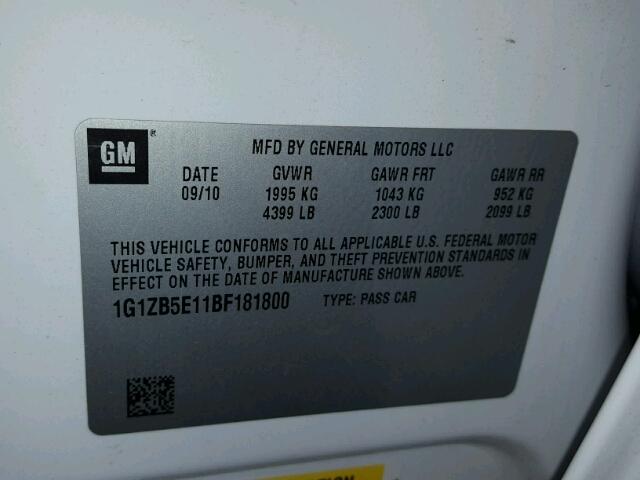 GM®
MFD BY GENERAL MOTORS LLC
DATE GVWR GAWR FRT GAWR RR
09/10 1995 KG 1043 KG 952 KG
4399 LB 2300 LB 2099 LB
THIS VEHICLE CONFORMS TO ALL APPLICABLE U.S. FEDERAL MOTOR
VEHICLE SAFETY, BUMPER, AND THEFT PREVENTION STANDARDS IN
EFFECT ON THE DATE OF MANUFACTURE SHOWN ABOVE.
1G1ZB5E11BF181800 TYPE: PASS CAR